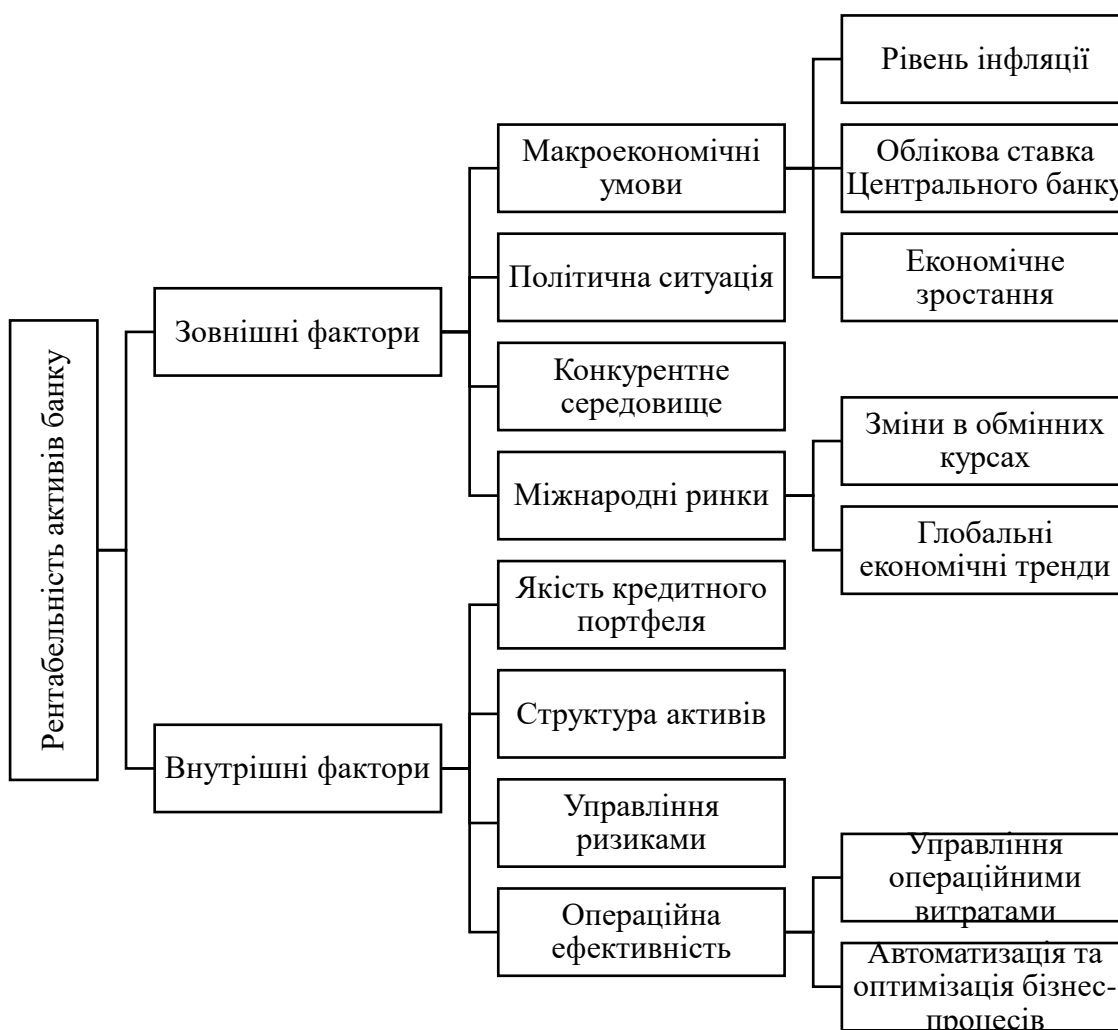 Рентабельність активів банку
Зовнішні фактори
Макроекономічні
умови
Рівень інфляції
Облікова ставка
Центрального банку
Економічне
зростання
Політична ситуація
Конкурентне
середовище
Міжнародні ринки
Зміни в обмінних
курсах
Глобальні
економічні тренди
Внутрішні фактори
Якість кредитного
портфеля
Структура активів
Управління
ризиками
Операційна
ефективність
Управління
операційними
витратами
Автоматизація та
оптимізація бізнес-
процесів